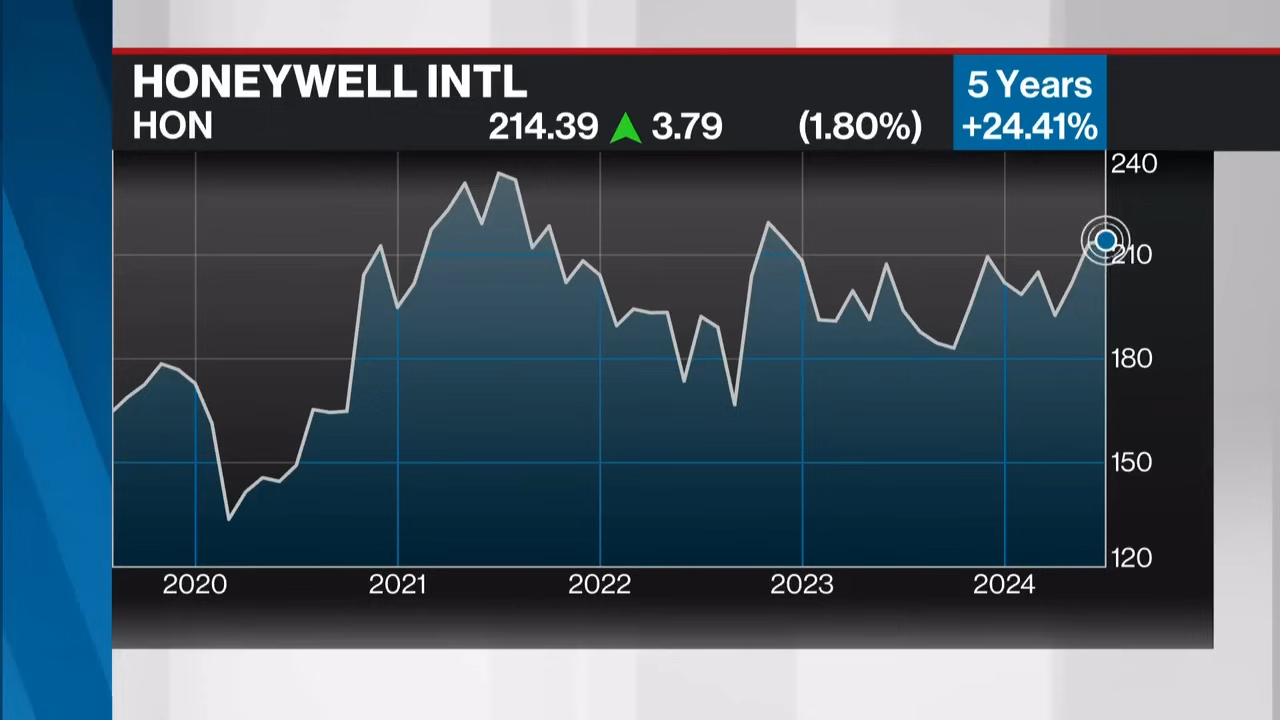 HONEYWELL INTL
HON 214.39 ▲ 3.79 (1.80%)
5 Years
+24.41%
240
210
180
150
120
2020 2021 2022 2023 2024